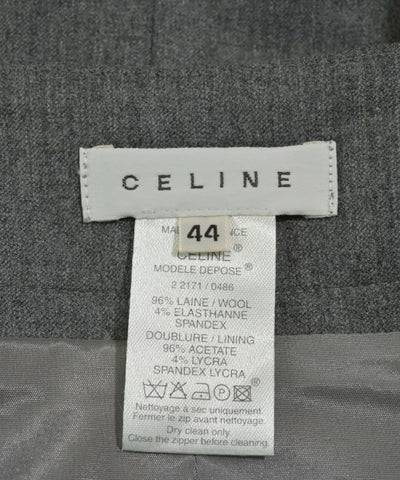 CELINE
44
CELINE®
MODELE DEPOSE®
2 2171 / 0486
96% LAINE / WOOL
4% ELASTHANNE
SPANDEX
DOUBLURE / LINING
96% ACETATE
4% LYCRA
SPANDEX LYCRA
Nettoyage a sec uniquement.
Fermer le zip avant nettoyage.
Dry clean only
Close the zipper before cleaning.